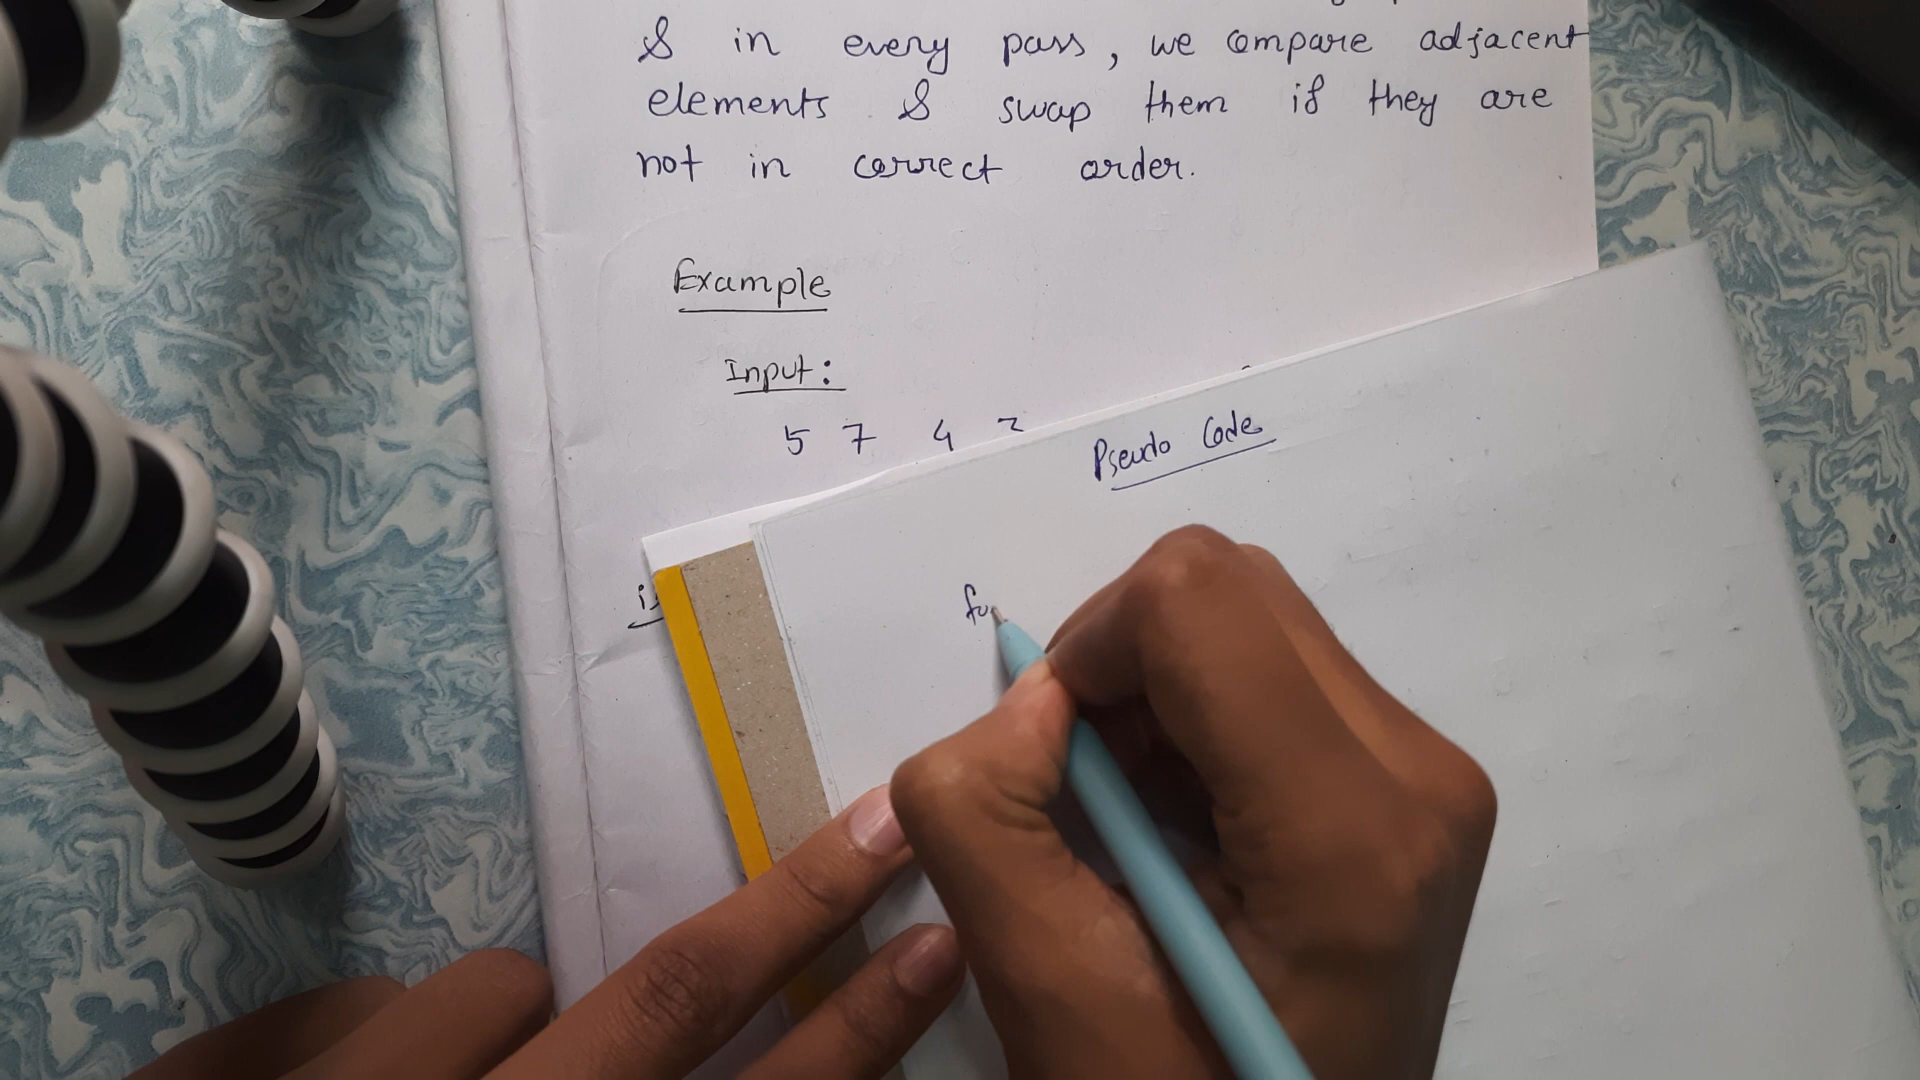 & in every pass, we compare adjacent
elements & swap them if they are
not in correct order.
Example
Input:
5 7 4
Pseudo Code